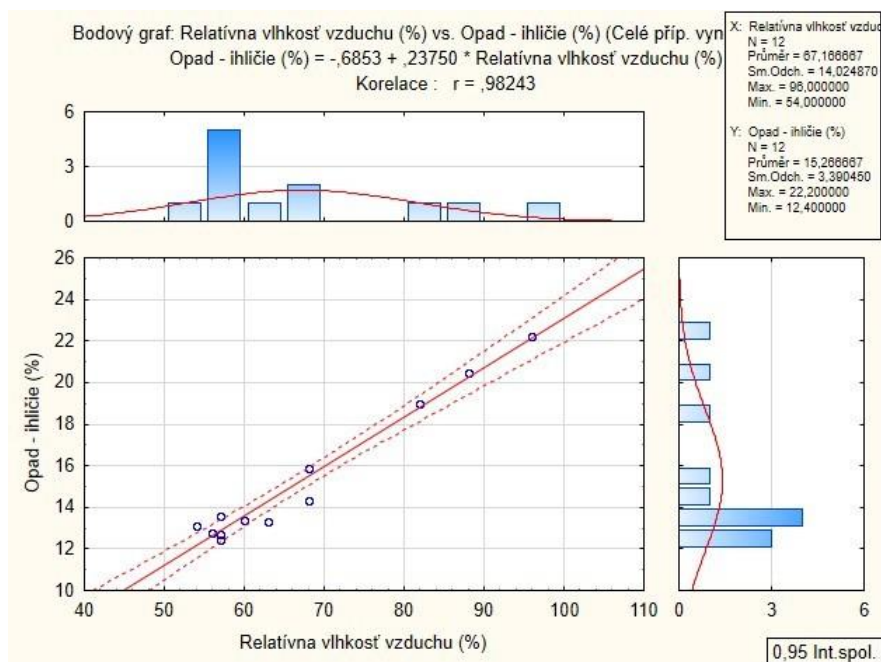 Bodový graf: Relatívna vlhkosť vzduchu (%) vs. Opad - ihličie (%) (Celé příp. vyn
Opad - ihličie (%) = -,6853 + ,23750 * Relatívna vlhkosť vzduchu (%)
Korelace : r = ,98243
X: Relatívna vlhkosť vzduc
N = 12
Průměr = 67,166667
Sm.Odch. = 14,024870
Max. = 96,000000
Min. = 54,000000
Y: Opad - ihličie (%)
N = 12
Průměr = 15,266667
Sm.Odch. = 3,390450
Max. = 22,200000
Min. = 12,400000
6
3
0
26
24
22
20
18
16
14
12
10
Opad - ihličie (%)
40 50 60 70 80 90 100 110
Relatívna vlhkosť vzduchu (%)
0 3 6
0,95 Int.spol.